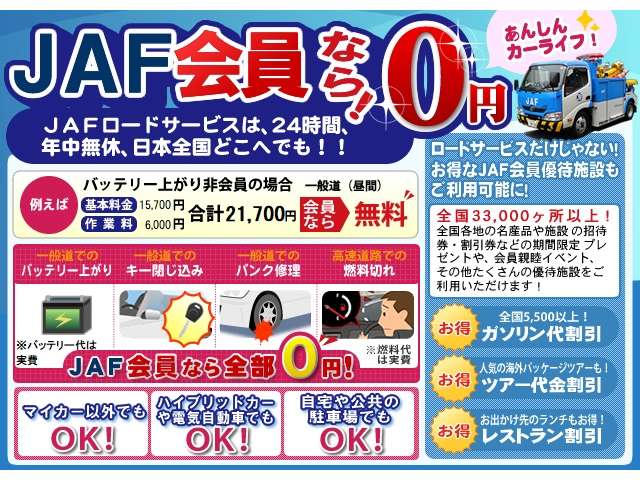 JAF会員なら!0円
あんしん
カーライフ!
JAF
JAFロードサービスは、24時間、
年中無休、日本全国どこへでも!!
例えば
バッテリー上がり非会員の場合 一般道(昼間)
基本料金 15,700円
作業料 6,000円
合計21,700円
会員
なら
無料
一般道での
バッテリー上がり
一般道での
キー閉じ込み
一般道での
パンク修理
高速道路での
燃料切れ
※バッテリー代は
実費
※燃料代
は実費
JAF会員なら全部0円!
マイカー以外でも
OK!
ハイブリッドカー
や電気自動車でも
OK!
自宅や公共の
駐車場でも
OK!
ロードサービスだけじゃない!
お得なJAF会員優待施設も
ご利用可能に!
全国33,000ヶ所以上!
全国各地の名産品や施設の招待
券・割引券などの期間限定プレ
ゼントや、会員親睦イベント、
その他たくさんの優待施設をご
利用いただけます!
お得
全国5,500以上!
ガソリン代割引
お得
人気の海外パッケージツアーも!
ツアー代金割引
お得
お出かけ先のランチもお得!
レストラン割引